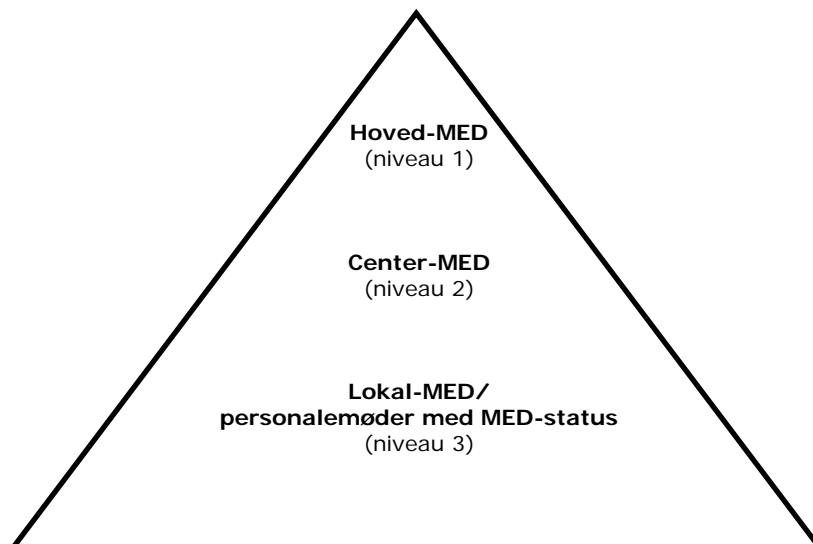 Hoved-MED
(niveau 1)
Center-MED
(niveau 2)
Lokal-MED/
personalemøder med MED-status
(niveau 3)